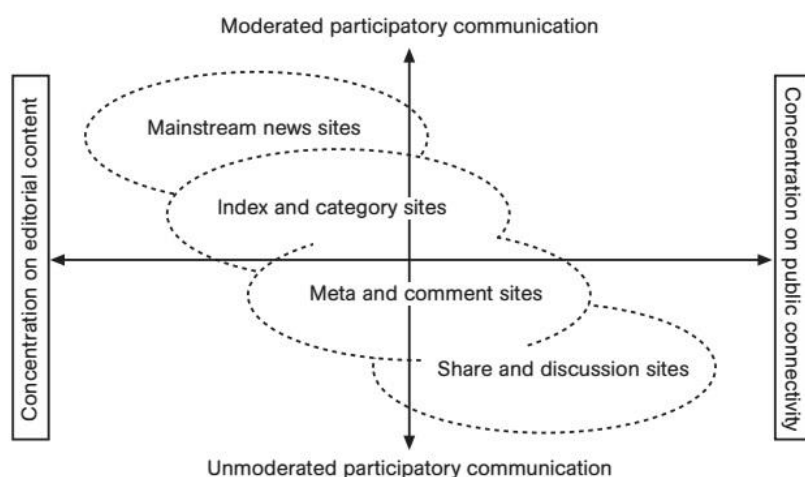 Moderated participatory communication
Concentration on editorial content
Concentration on public connectivity
Mainstream news sites
Index and category sites
Meta and comment sites
Share and discussion sites
Unmoderated participatory communication